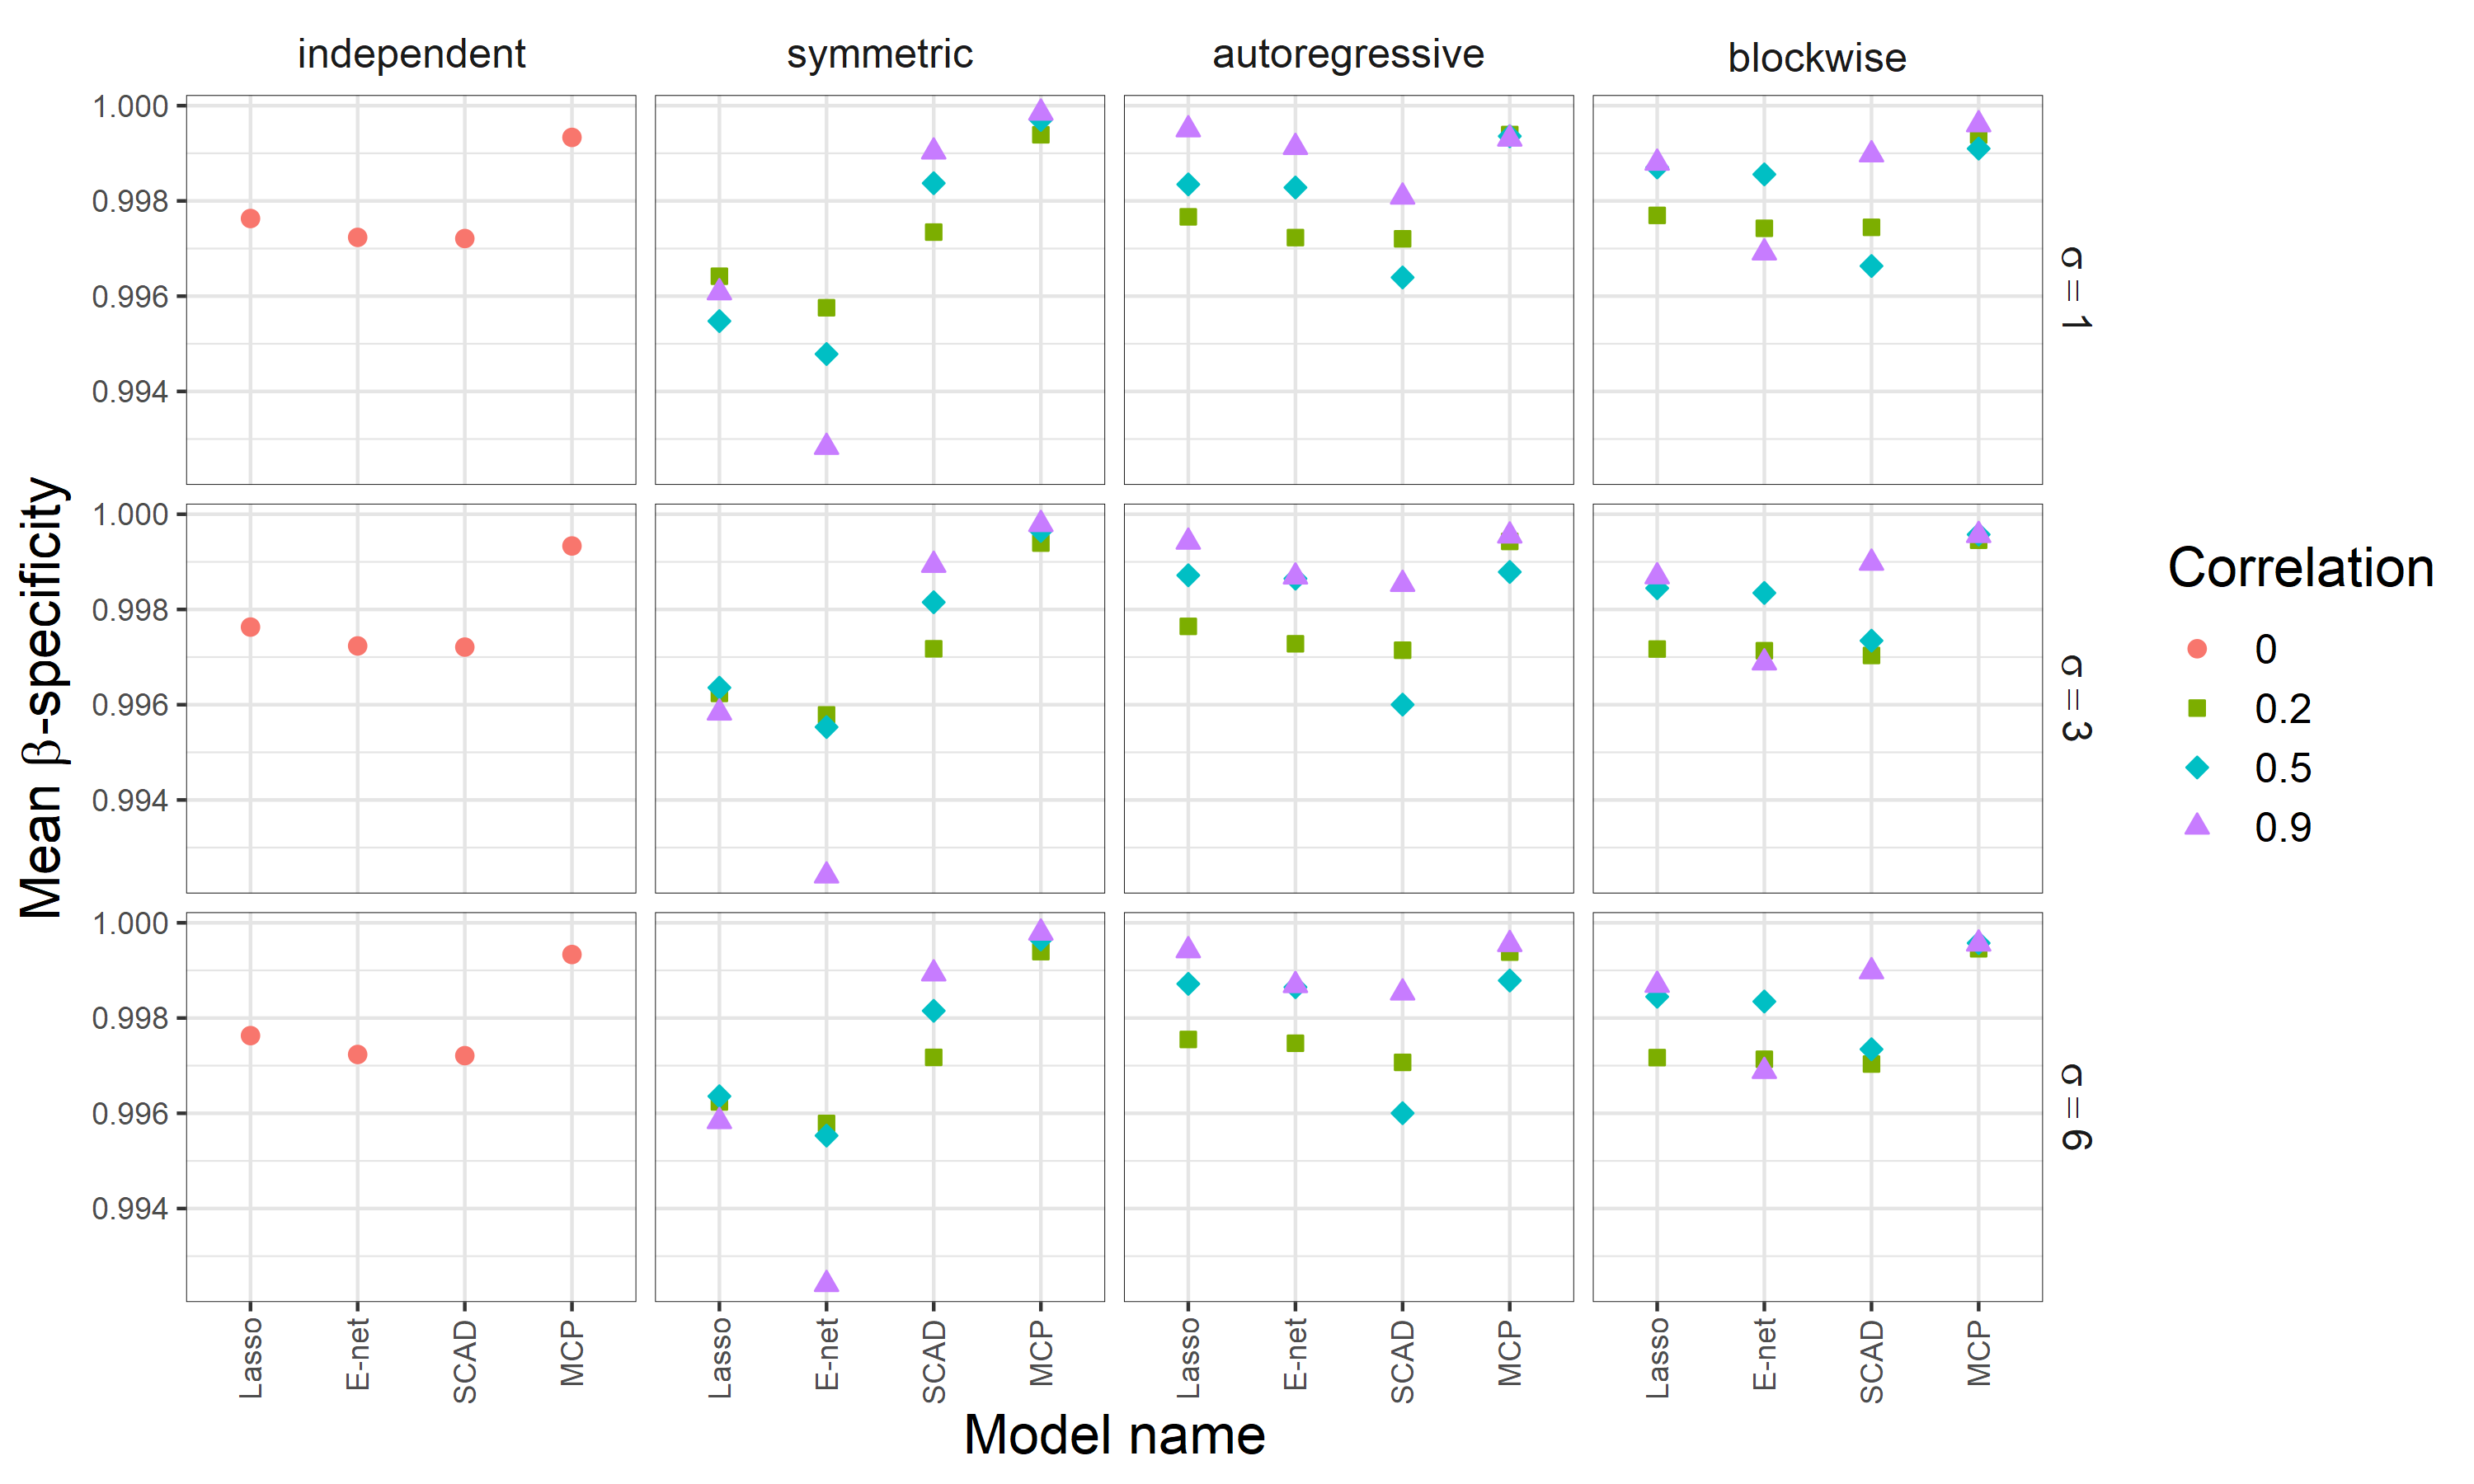 independent
symmetric
autoregressive
blockwise
1.000
0.998
0.996
0.994
σ = 1
1.000
0.998
0.996
0.994
σ = 3
1.000
0.998
0.996
0.994
σ = 6
Mean β-specificity
Lasso
E-net
SCAD
MCP
Lasso
E-net
SCAD
MCP
Lasso
E-net
SCAD
MCP
Lasso
E-net
SCAD
MCP
Model name
Correlation
0
0.2
0.5
0.9